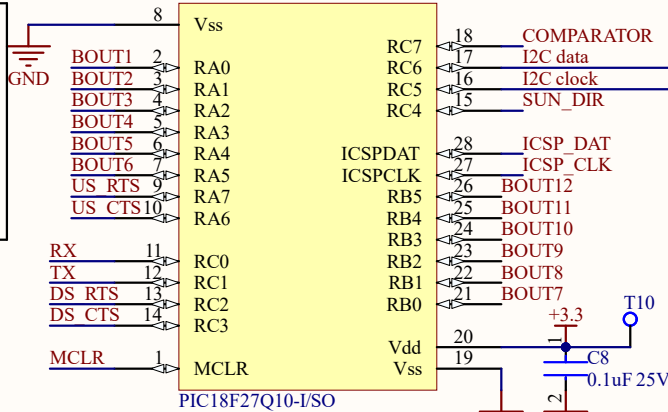 8 Vss
GND
BOUT1 2 RA0
BOUT2 3 RA1
BOUT3 4 RA2
BOUT4 5 RA3
BOUT5 6 RA4
BOUT6 7 RA5
US_RTS 9 RA7
US_CTS 10 RA6
RX 11 RC0
TX 12 RC1
DS_RTS 13 RC2
DS_CTS 14 RC3
MCLR 1 MCLR
RC7 18 COMPARATOR
RC6 17 I2C data
RC5 16 I2C clock
RC4 15 SUN_DIR
ICSPDAT 28 ICSP_DAT
ICSPCLK 27 ICSP_CLK
RB5 26 BOUT12
RB4 25 BOUT11
RB3 24 BOUT10
RB2 23 BOUT9
RB1 22 BOUT8
RB0 21 BOUT7
Vdd 20
Vss 19
T10
+3.3
1
C8
0.1uF 25V
2
PIC18F27Q10-I/SO